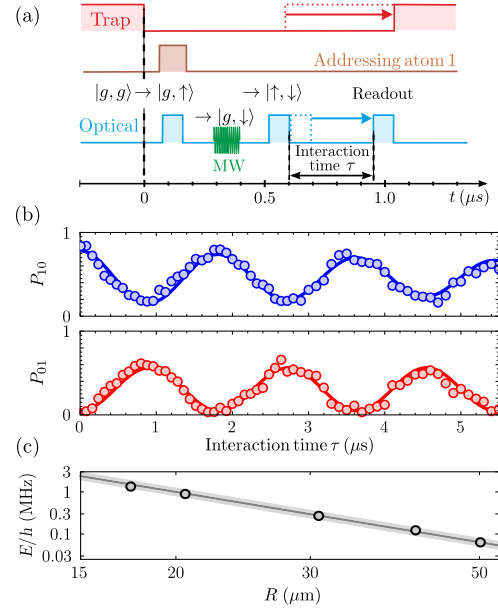 (a)
Trap
Addressing atom 1
|g, g⟩ → |g, ↑⟩
→ |↑, ↓⟩
→ |g, ↓⟩
Readout
Optical
MW
Interaction
time τ
0
0.5
1.0
t (μs)
(b)
1
P₁₀
0
1
P₀₁
0
0
1
2
3
4
5
Interaction time τ (μs)
(c)
3
1
0.3
0.1
0.03
E/h (MHz)
15
20
30
50
R (μm)